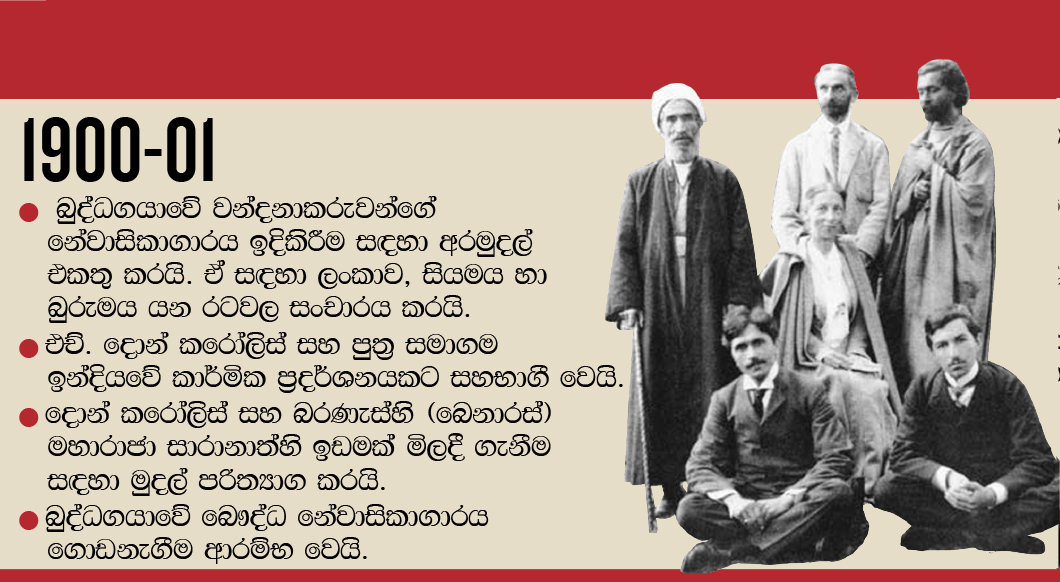 1900-01
● බුද්ධගයාවේ වන්දනාකරුවන්ගේ
නේවාසිකාගාරය ඉදිකිරීම සඳහා අරමුදල්
එකතු කරයි. ඒ සඳහා ලංකාව, සියමය හා
බුරුමය යන රටවල සංචාරය කරයි.
● එච්. දොන් කරෝලිස් සහ පුත්‍ර සමාගම
ඉන්දියාවේ කාර්මික ප්‍රදර්ශනයකට සහභාගී වෙයි.
● දොන් කරෝලිස් සහ බරණැස්හි (බෙනාරස්)
මහාරාජා සාරානාත්හි ඉඩමක් මිලදී ගැනීම
සඳහා මුදල් පරිත්‍යාග කරයි.
● බුද්ධගයාවේ බෞද්ධ නේවාසිකාගාරය
ගොඩනැගීම ආරම්භ වෙයි.